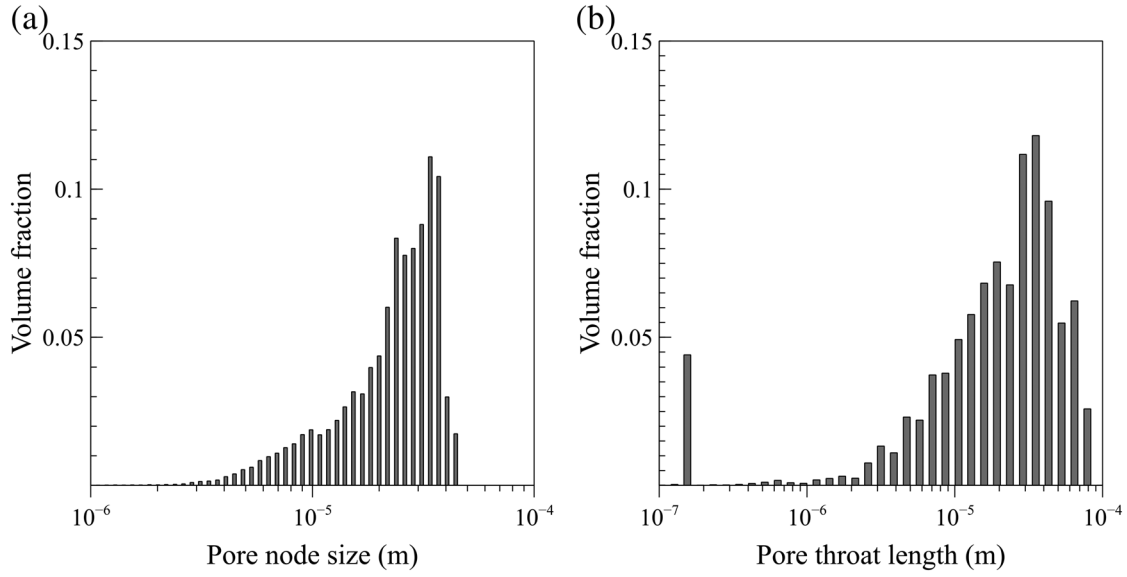 (a)
0.15
0.1
0.05
Volume fraction
10⁻⁶
10⁻⁵
10⁻⁴
Pore node size (m)
(b)
0.15
0.1
0.05
Volume fraction
10⁻⁷
10⁻⁶
10⁻⁵
10⁻⁴
Pore throat length (m)